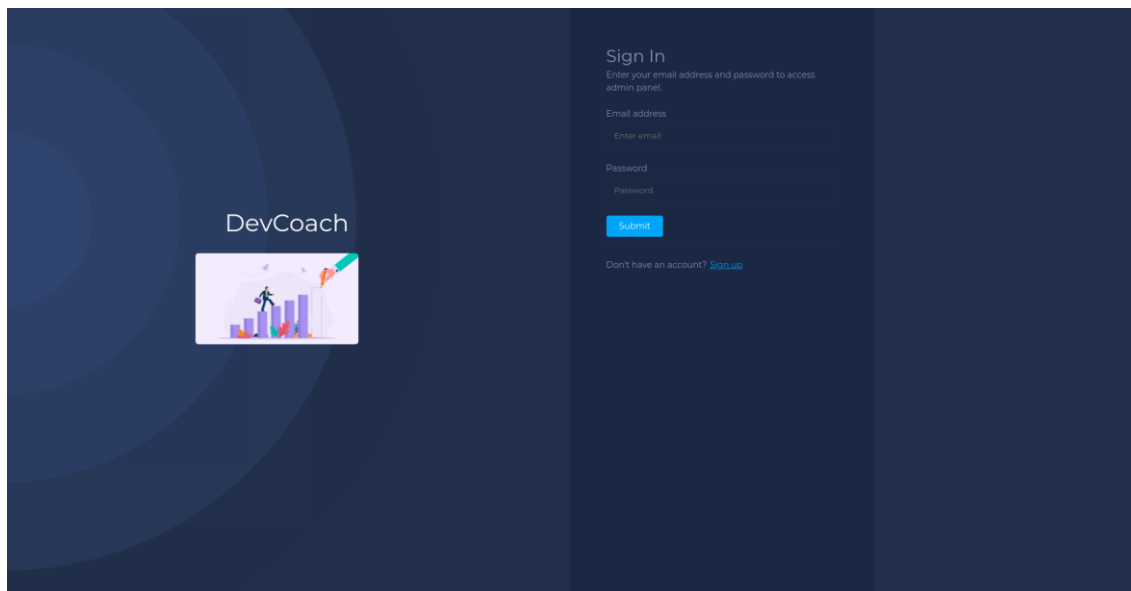 DevCoach
Sign In
Enter your email address and password to access
admin panel.
Email address
Enter email
Password
Password
Submit
Don't have an account? Sign up